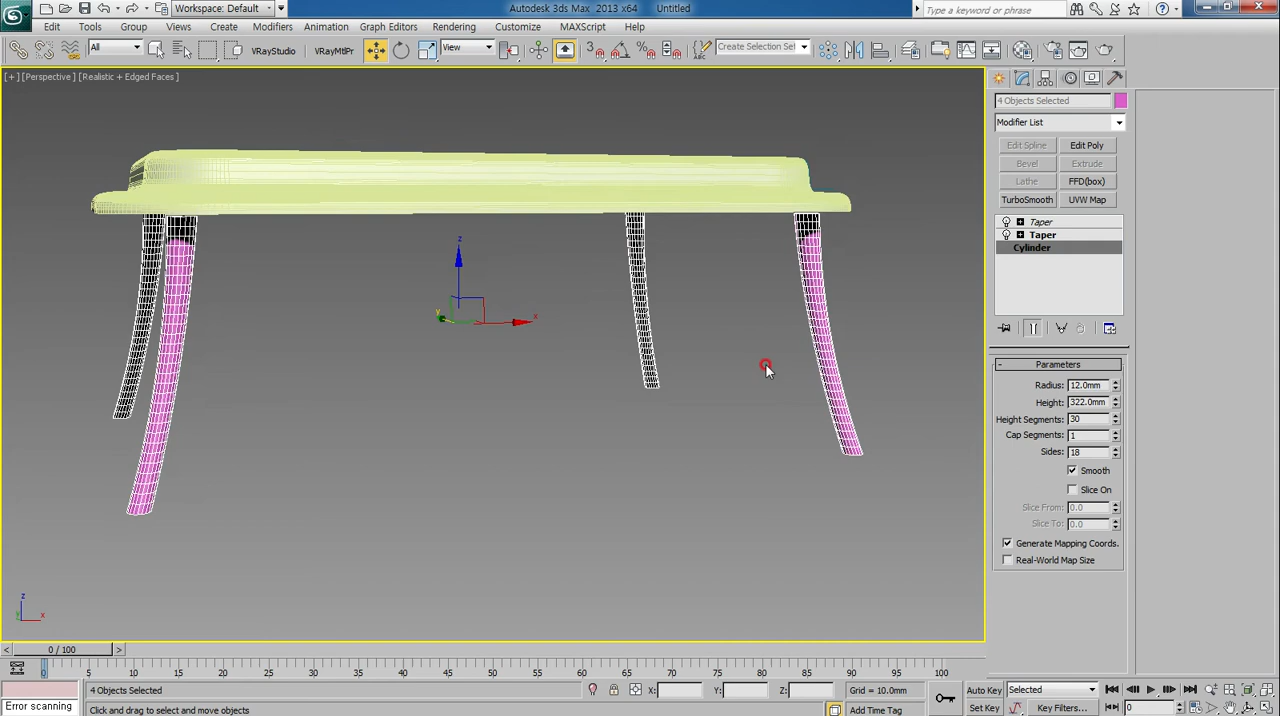 Workspace: Default
Autodesk 3ds Max 2013 x64 Untitled
Type a keyword or phrase
Edit Tools Group Views Create Modifiers Animation Graph Editors Rendering Customize MAXScript Help
All VRayStudio VRayMtlPr View Create Selection Set
[+] [Perspective] [Realistic + Edged Faces]
4 Objects Selected
Modifier List
Edit Spline Edit Poly
Bevel Extrude
Lathe FFD(box)
TurboSmooth UVW Map
Taper
Taper
Cylinder
Parameters
Radius: 12.0mm
Height: 322.0mm
Height Segments: 30
Cap Segments: 1
Sides: 18
Smooth
Slice On
Slice From: 0.0
Slice To: 0.0
Generate Mapping Coords.
Real-World Map Size
z
x
y
z
x
y
0 / 100
0 5 10 15 20 25 30 35 40 45 50 55 60 65 70 75 80 85 90 95 100
4 Objects Selected X: Y: Z: Grid = 10.0mm Auto Key Selected
Error scanning Click and drag to select and move objects Add Time Tag Set Key Key Filters... 0